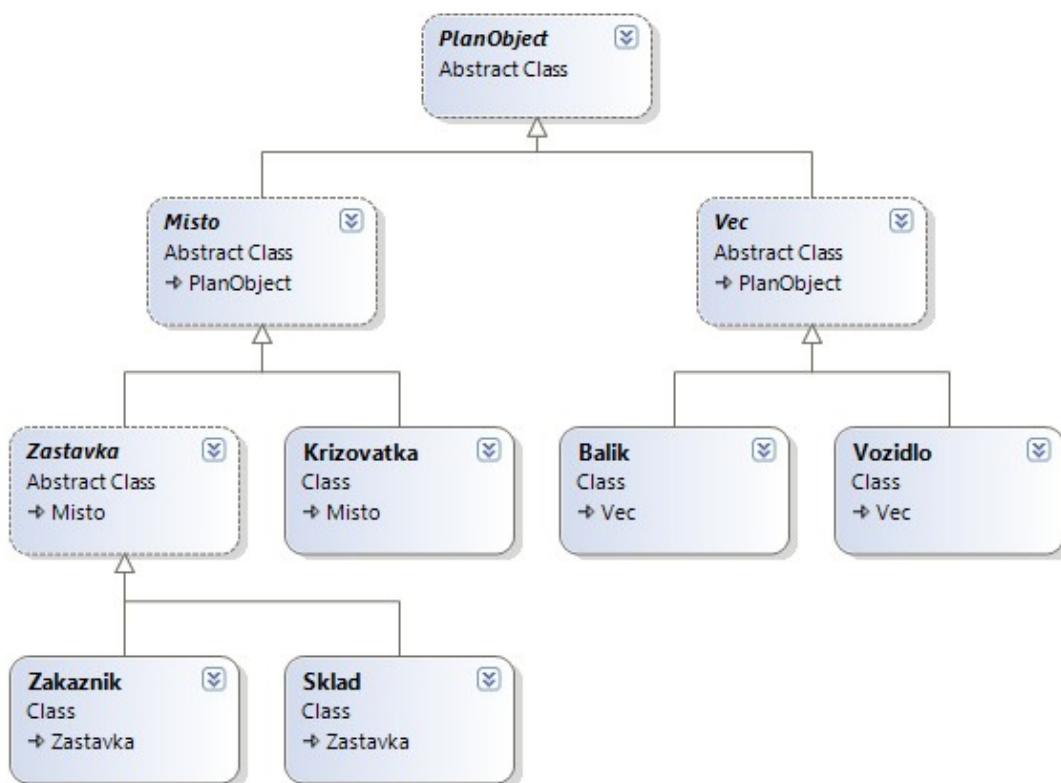 PlanObject
Abstract Class
Misto
Abstract Class
PlanObject
Vec
Abstract Class
PlanObject
Zastavka
Abstract Class
Misto
Krizovatka
Class
Misto
Balik
Class
Vec
Vozidlo
Class
Vec
Zakaznik
Class
Zastavka
Sklad
Class
Zastavka